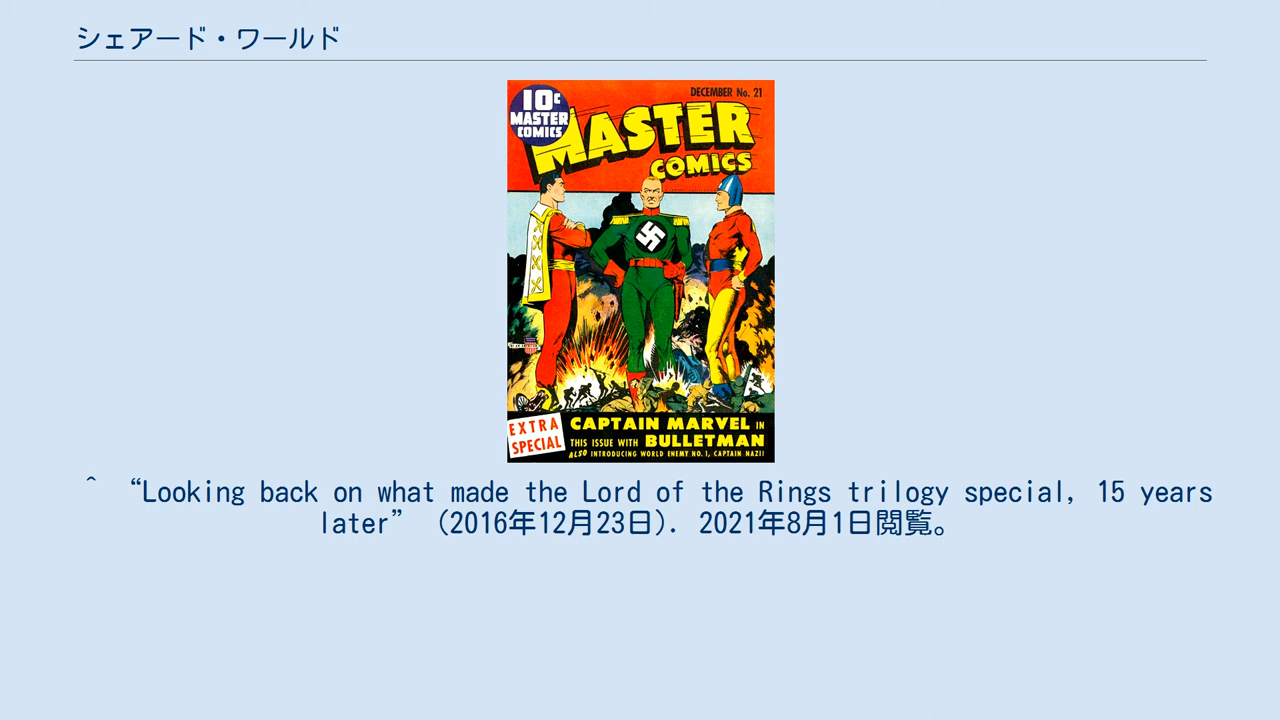 シェアード・ワールド
DECEMBER No. 21
10¢
MASTER
COMICS
MASTER
COMICS
EXTRA
SPECIAL
CAPTAIN MARVEL IN
THIS ISSUE WITH BULLETMAN
ALSO INTRODUCING WORLD ENEMY NO. 1, CAPTAIN NAZI!
^ “Looking back on what made the Lord of the Rings trilogy special, 15 years
later” (2016年12月23日). 2021年8月1日閲覧。